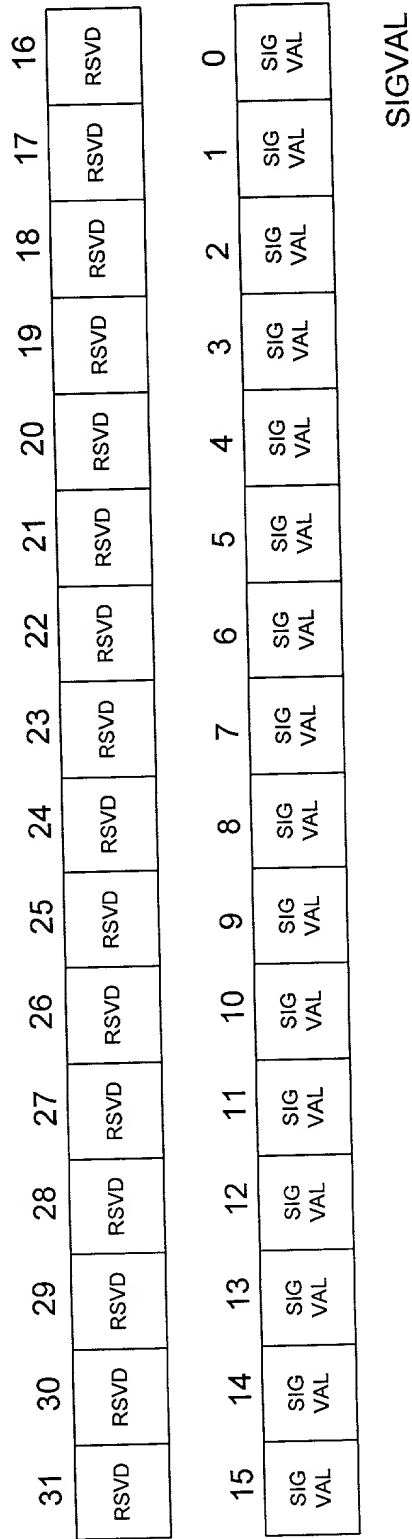 31 30 29 28 27 26 25 24 23 22 21 20 19 18 17 16
RSVD RSVD RSVD RSVD RSVD RSVD RSVD RSVD RSVD RSVD RSVD RSVD RSVD RSVD RSVD RSVD
15 14 13 12 11 10 9 8 7 6 5 4 3 2 1 0
SIG SIG SIG SIG SIG SIG SIG SIG SIG SIG SIG SIG SIG SIG SIG SIG
VAL VAL VAL VAL VAL VAL VAL VAL VAL VAL VAL VAL VAL VAL VAL VAL
SIGVAL